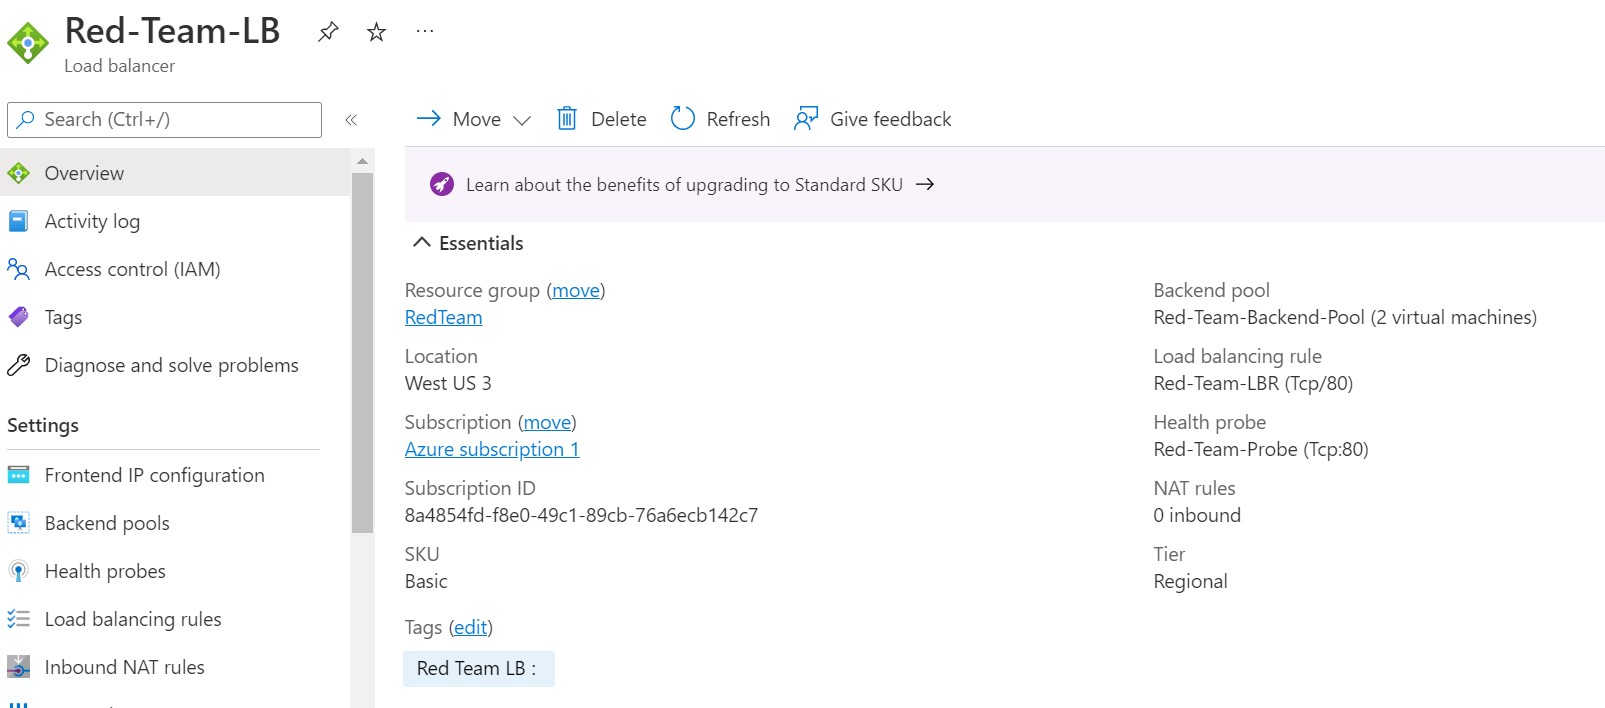 Red-Team-LB
Load balancer
Search (Ctrl+/)
Overview
Activity log
Access control (IAM)
Tags
Diagnose and solve problems
Settings
Frontend IP configuration
Backend pools
Health probes
Load balancing rules
Inbound NAT rules
Move
Delete
Refresh
Give feedback
Learn about the benefits of upgrading to Standard SKU →
Essentials
Resource group (move)
RedTeam
Location
West US 3
Subscription (move)
Azure subscription 1
Subscription ID
8a4854fd-f8e0-49c1-89cb-76a6ecb142c7
SKU
Basic
Tags (edit)
Red Team LB :
Backend pool
Red-Team-Backend-Pool (2 virtual machines)
Load balancing rule
Red-Team-LBR (Tcp/80)
Health probe
Red-Team-Probe (Tcp:80)
NAT rules
0 inbound
Tier
Regional